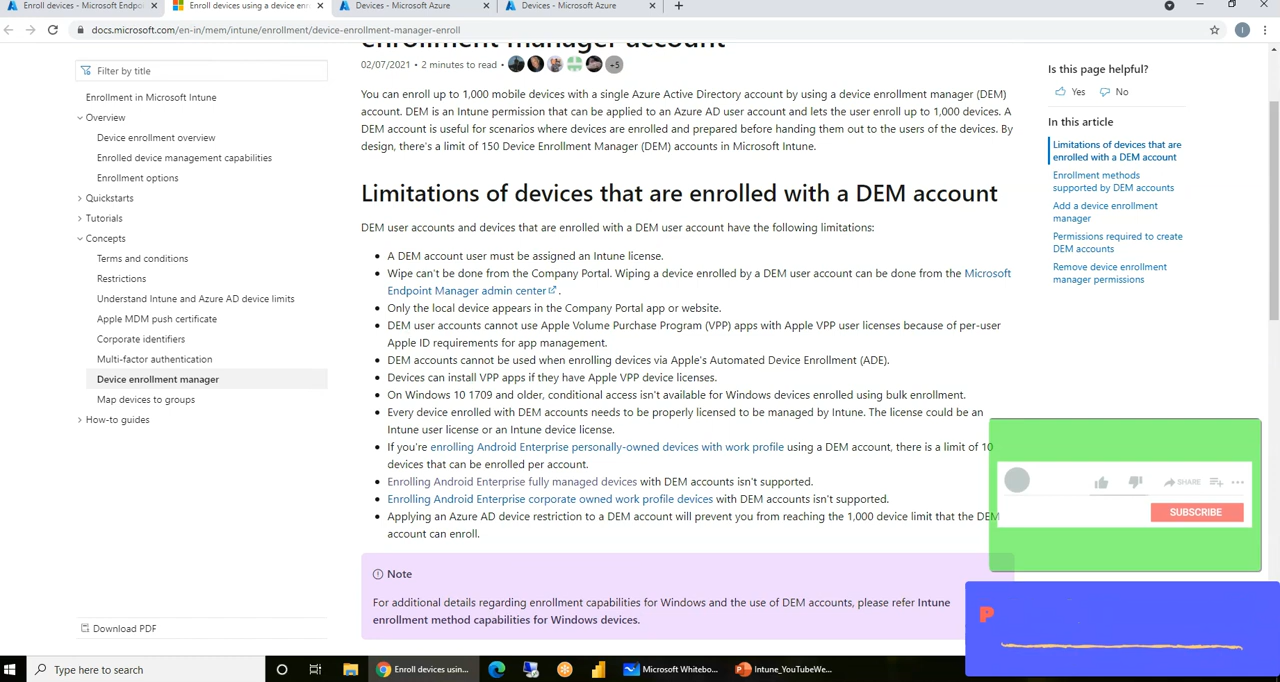 Enroll devices - Microsoft Endpoi
Enroll devices using a device enr
Devices - Microsoft Azure
Devices - Microsoft Azure
docs.microsoft.com/en-in/mem/intune/enrollment/device-enrollment-manager-enroll
I
Filter by title
Enrollment in Microsoft Intune
Overview
Device enrollment overview
Enrolled device management capabilities
Enrollment options
Quickstarts
Tutorials
Concepts
Terms and conditions
Restrictions
Understand Intune and Azure AD device limits
Apple MDM push certificate
Corporate identifiers
Multi-factor authentication
Device enrollment manager
Map devices to groups
How-to guides
Download PDF
enrollment manager account
02/07/2021 • 2 minutes to read • +5
You can enroll up to 1,000 mobile devices with a single Azure Active Directory account by using a device enrollment manager (DEM)
account. DEM is an Intune permission that can be applied to an Azure AD user account and lets the user enroll up to 1,000 devices. A
DEM account is useful for scenarios where devices are enrolled and prepared before handing them out to the users of the devices. By
design, there's a limit of 150 Device Enrollment Manager (DEM) accounts in Microsoft Intune.
Limitations of devices that are enrolled with a DEM account
DEM user accounts and devices that are enrolled with a DEM user account have the following limitations:
• A DEM account user must be assigned an Intune license.
• Wipe can't be done from the Company Portal. Wiping a device enrolled by a DEM user account can be done from the Microsoft
Endpoint Manager admin center.
• Only the local device appears in the Company Portal app or website.
• DEM user accounts cannot use Apple Volume Purchase Program (VPP) apps with Apple VPP user licenses because of per-user
Apple ID requirements for app management.
• DEM accounts cannot be used when enrolling devices via Apple's Automated Device Enrollment (ADE).
• Devices can install VPP apps if they have Apple VPP device licenses.
• On Windows 10 1709 and older, conditional access isn't available for Windows devices enrolled using bulk enrollment.
• Every device enrolled with DEM accounts needs to be properly licensed to be managed by Intune. The license could be an
Intune user license or an Intune device license.
• If you're enrolling Android Enterprise personally-owned devices with work profile using a DEM account, there is a limit of 10
devices that can be enrolled per account.
• Enrolling Android Enterprise fully managed devices with DEM accounts isn't supported.
• Enrolling Android Enterprise corporate owned work profile devices with DEM accounts isn't supported.
• Applying an Azure AD device restriction to a DEM account will prevent you from reaching the 1,000 device limit that the DEM
account can enroll.
Note
For additional details regarding enrollment capabilities for Windows and the use of DEM accounts, please refer Intune
enrollment method capabilities for Windows devices.
Is this page helpful?
Yes No
In this article
Limitations of devices that are
enrolled with a DEM account
Enrollment methods
supported by DEM accounts
Add a device enrollment
manager
Permissions required to create
DEM accounts
Remove device enrollment
manager permissions
SHARE
SUBSCRIBE
P
Type here to search
Enroll devices usin...
Microsoft Whitebo...
Intune_YouTubeWe...